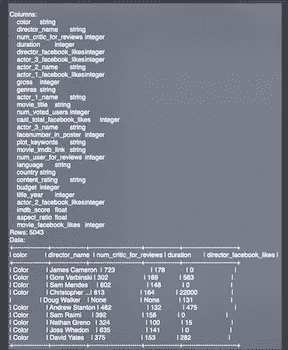 Columns:
color string
director_name string
num_critic_for_reviews integer
duration integer
director_facebook_likesinteger
actor_3_facebook_likesinteger
actor_2_name string
actor_1_facebook_likesinteger
gross integer
genres string
actor_1_name string
movie_title string
num_voted_users integer
cast_total_facebook_likes integer
actor_3_name string
facenumber_in_poster integer
plot_keywords string
movie_imdb_link string
num_user_for_reviews integer
language string
country string
content_rating string
budget integer
title_year integer
actor_2_facebook_likesinteger
imdb_score float
aspect_ratio float
movie_facebook_likes integer
Rows: 5043
Data:
| color | director_name | num_critic_for_reviews | duration | director_facebook_likes |
| Color | James Cameron | 723 | 178 | 0 |
| Color | Gore Verbinski | 302 | 169 | 563 |
| Color | Sam Mendes | 602 | 148 | 0 |
| Color | Christopher ... | 813 | 164 | 22000 |
| Doug Walker | None | None | 131 |
| Color | Andrew Stanton | 462 | 132 | 475 |
| Color | Sam Raimi | 392 | 156 | 0 |
| Color | Nathan Greno | 324 | 100 | 15 |
| Color | Joss Whedon | 635 | 141 | 0 |
| Color | David Yates | 375 | 153 | 282 |